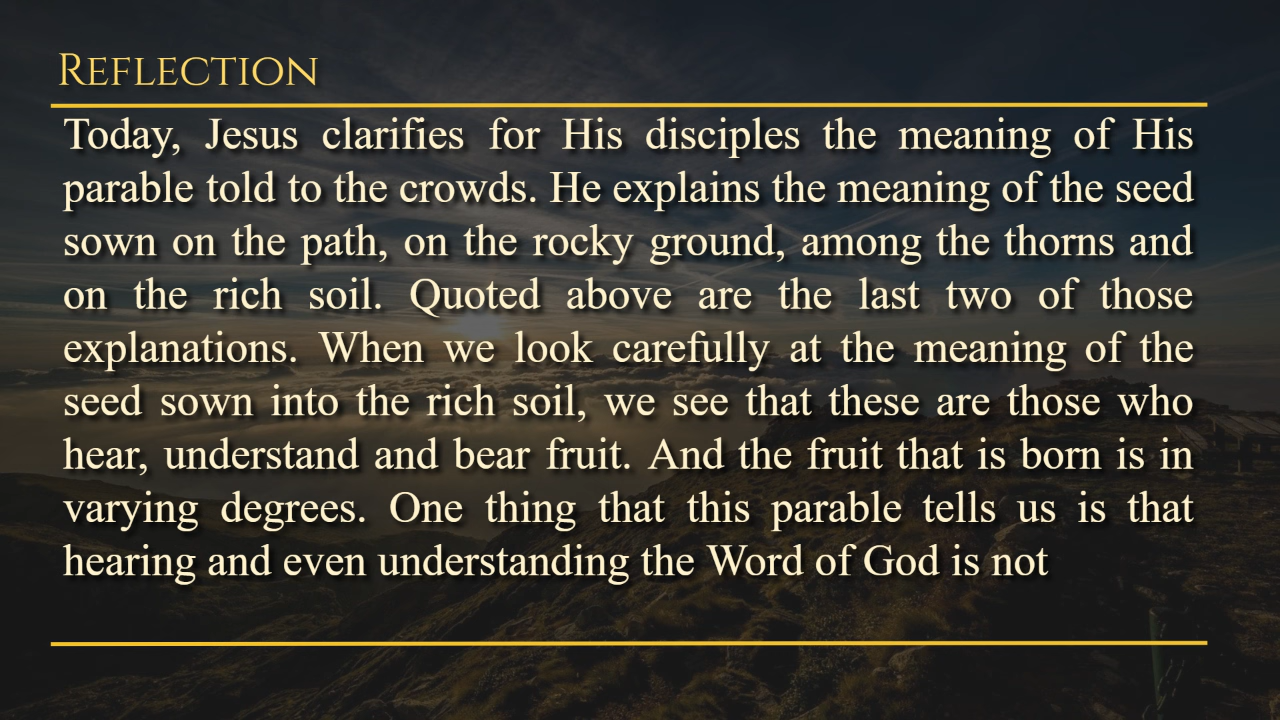 Reflection
Today, Jesus clarifies for His disciples the meaning of His
parable told to the crowds. He explains the meaning of the seed
sown on the path, on the rocky ground, among the thorns and
on the rich soil. Quoted above are the last two of those
explanations. When we look carefully at the meaning of the
seed sown into the rich soil, we see that these are those who
hear, understand and bear fruit. And the fruit that is born is in
varying degrees. One thing that this parable tells us is that
hearing and even understanding the Word of God is not